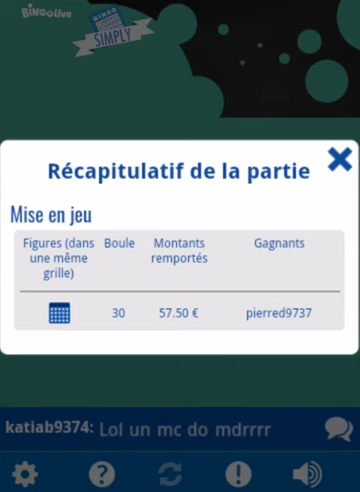 BiNGOLive
BINGO
SIMPLY
Récapitulatif de la partie
Mise en jeu
Figures (dans une même grille) Boule Montants remportés Gagnants
30 57.50 € pierred9737
katiab9374: Lol un mc do mdrrrr